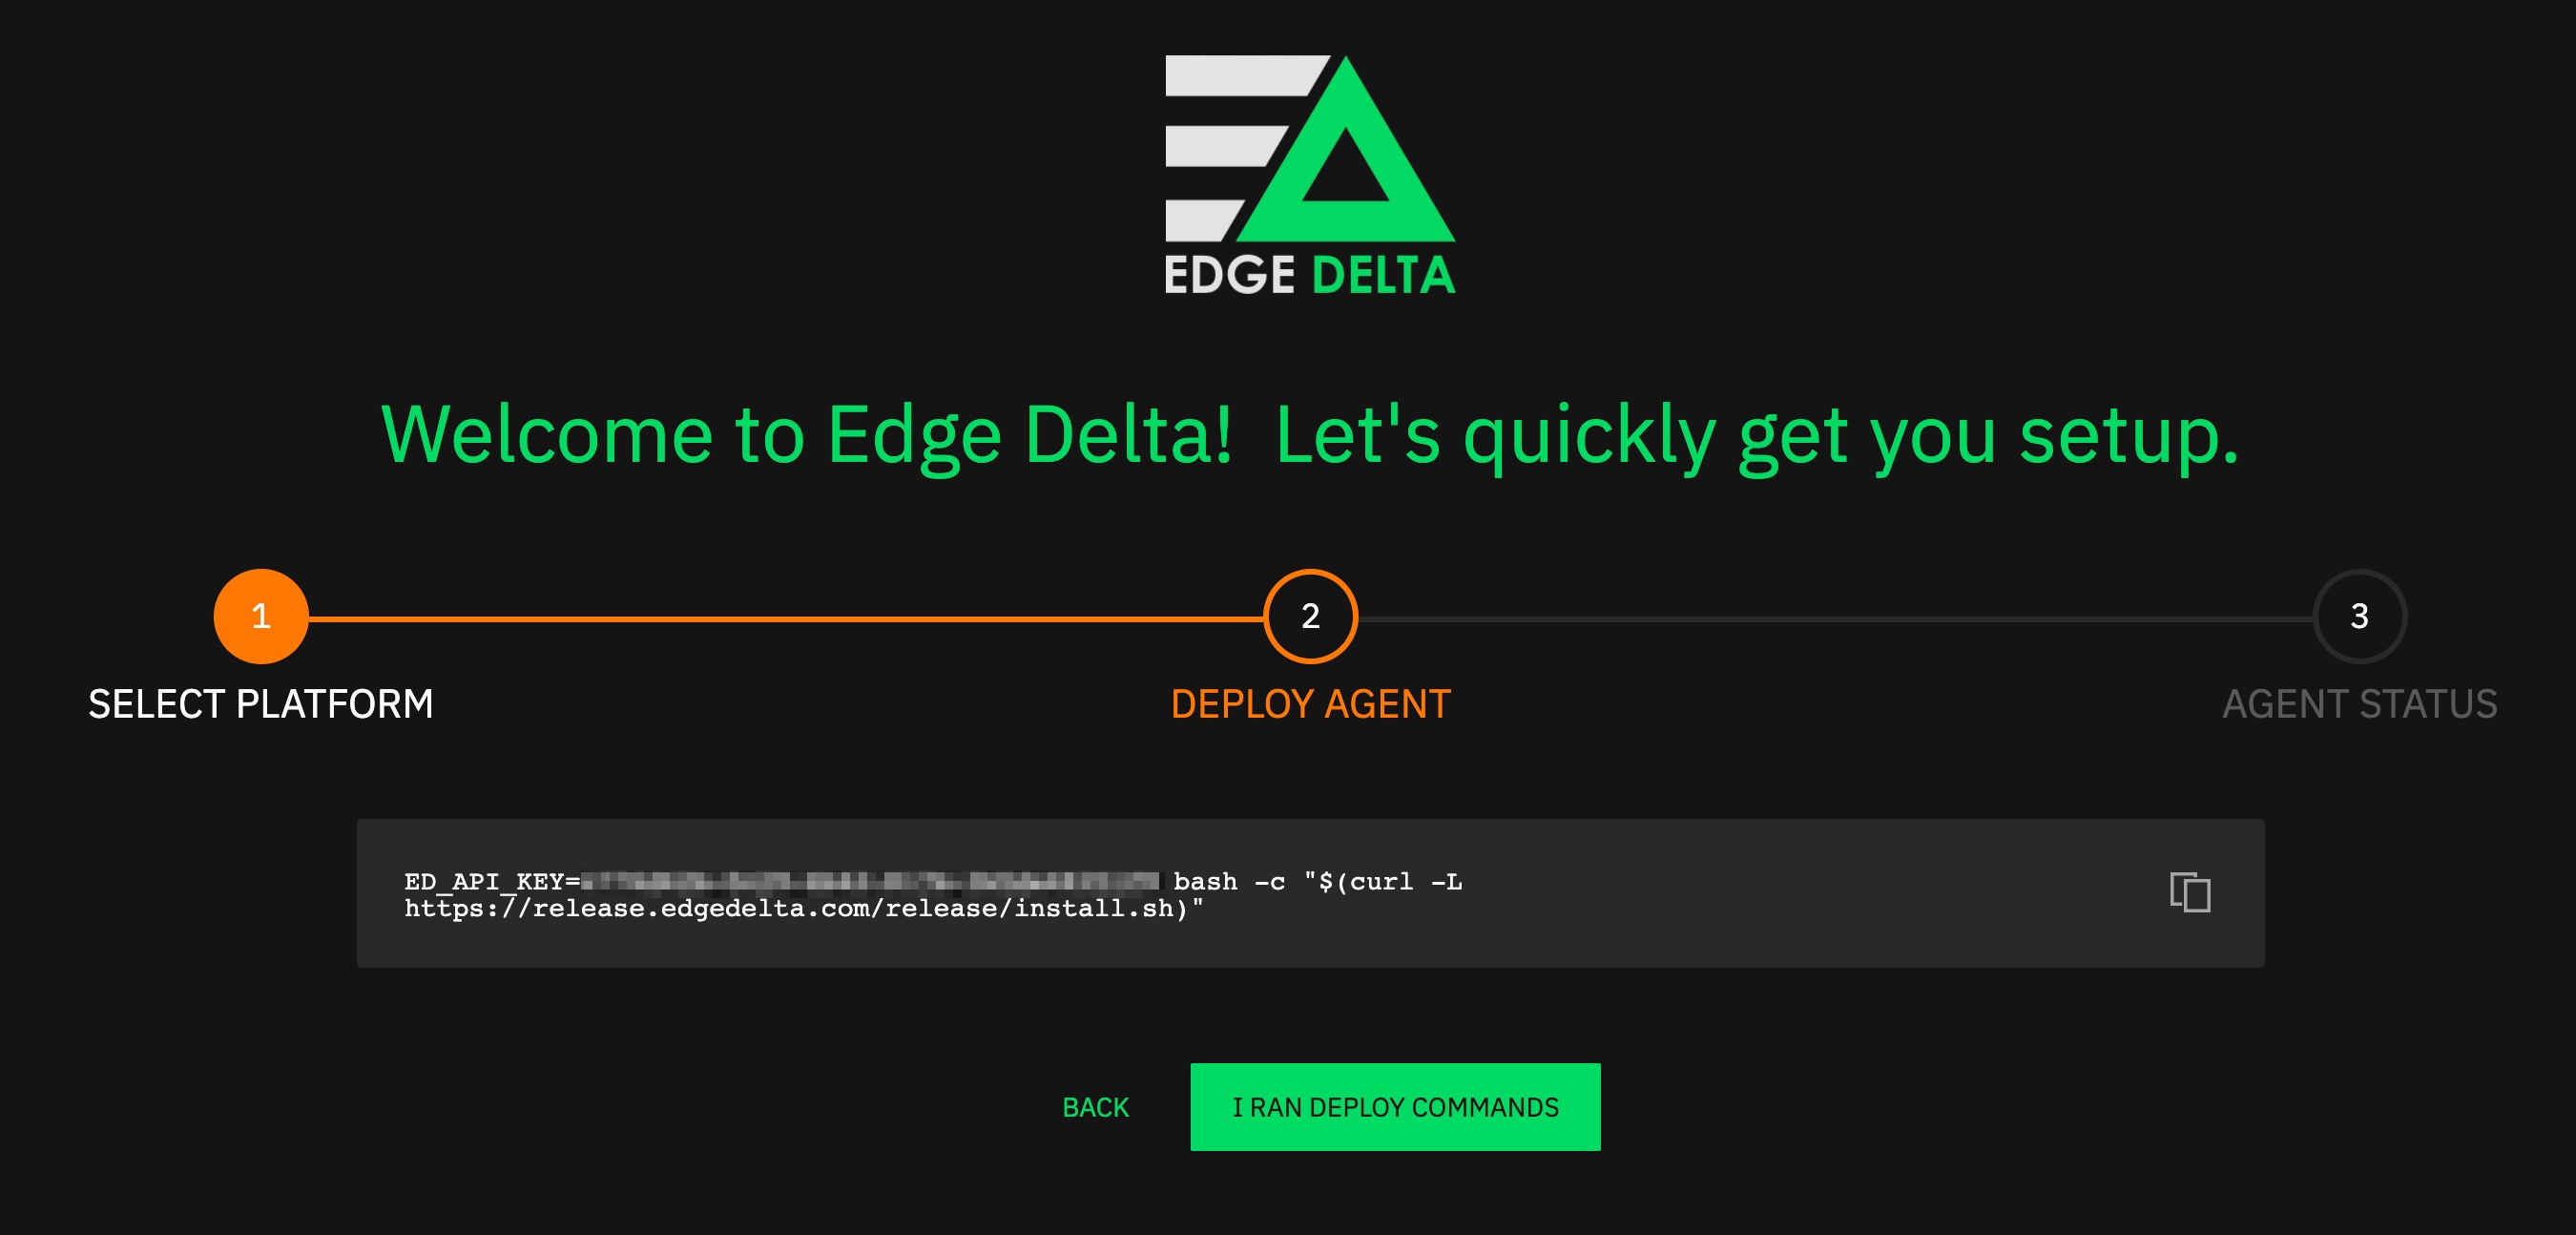 EDGE DELTA
Welcome to Edge Delta! Let's quickly get you setup.
1
2
3
SELECT PLATFORM
DEPLOY AGENT
AGENT STATUS
ED_API_KEY= bash -c "$(curl -L
https://release.edgedelta.com/release/install.sh)"
BACK
I RAN DEPLOY COMMANDS